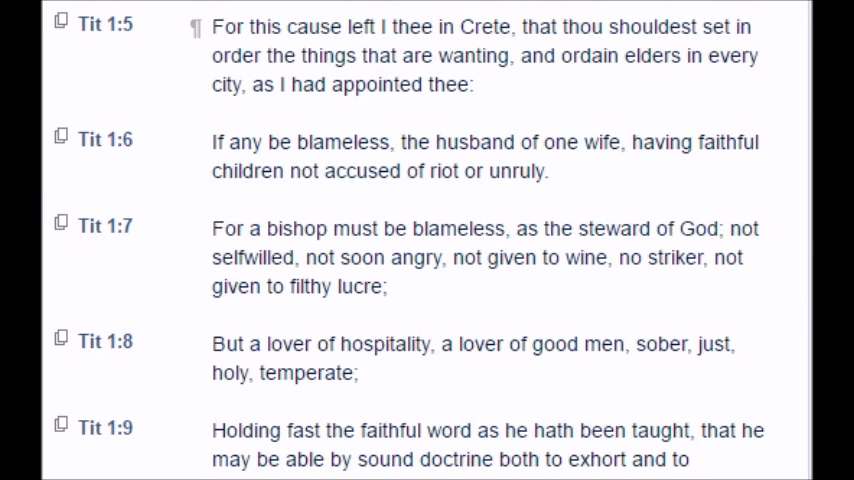 Tit 1:5 ¶ For this cause left I thee in Crete, that thou shouldest set in
order the things that are wanting, and ordain elders in every
city, as I had appointed thee:
Tit 1:6 If any be blameless, the husband of one wife, having faithful
children not accused of riot or unruly.
Tit 1:7 For a bishop must be blameless, as the steward of God; not
selfwilled, not soon angry, not given to wine, no striker, not
given to filthy lucre;
Tit 1:8 But a lover of hospitality, a lover of good men, sober, just,
holy, temperate;
Tit 1:9 Holding fast the faithful word as he hath been taught, that he
may be able by sound doctrine both to exhort and to